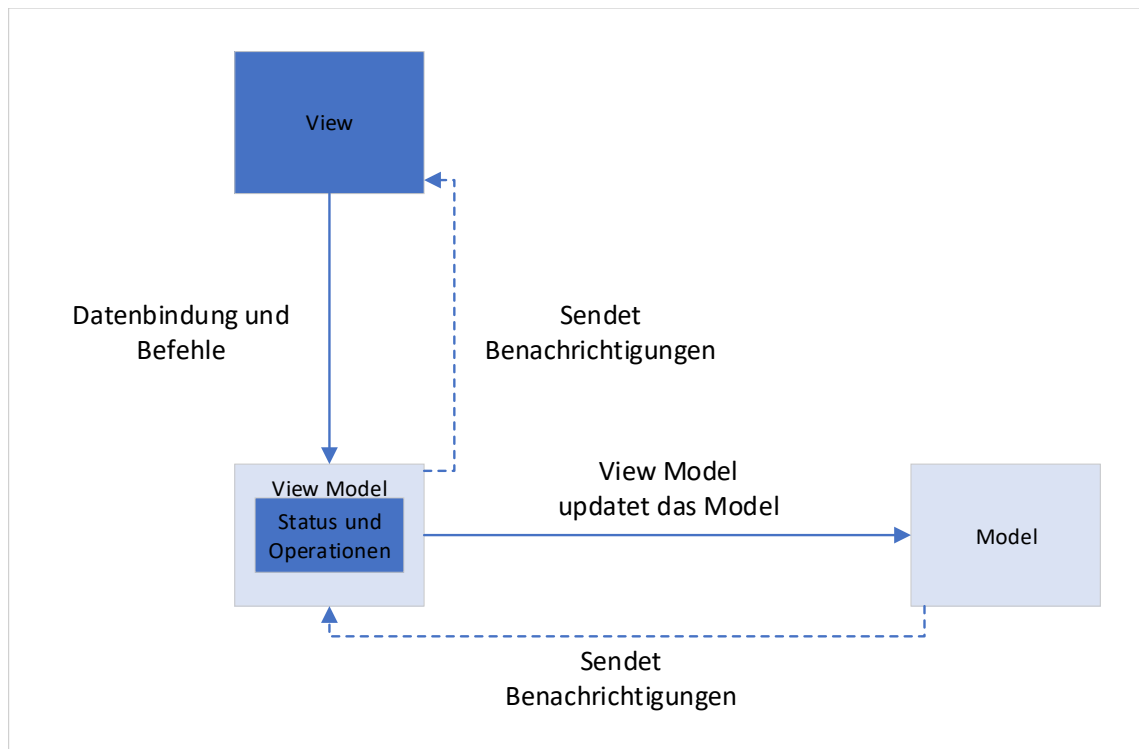 View
Datenbindung und
Befehle
Sendet
Benachrichtigungen
View Model
Status und
Operationen
View Model
updatet das Model
Model
Sendet
Benachrichtigungen